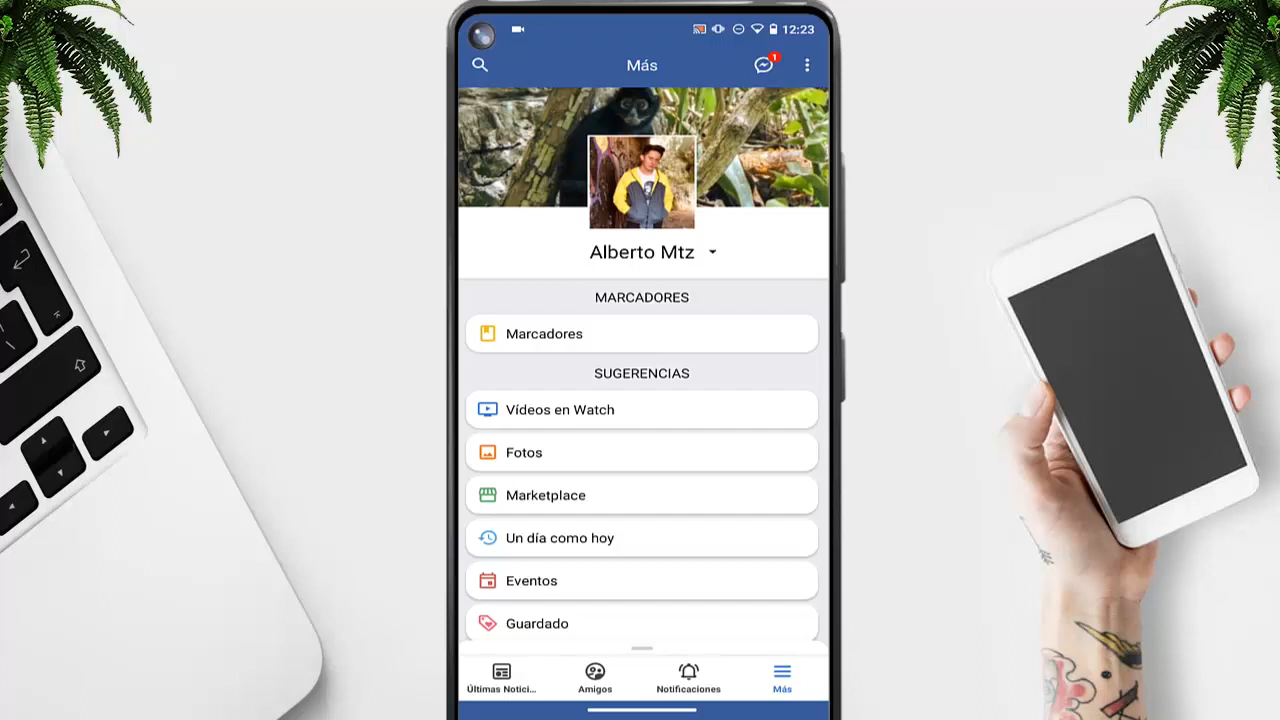 12:23
Más
1
Alberto Mtz
MARCADORES
Marcadores
SUGERENCIAS
Vídeos en Watch
Fotos
Marketplace
Un día como hoy
Eventos
Guardado
Últimas Notici...
Amigos
Notificaciones
Más